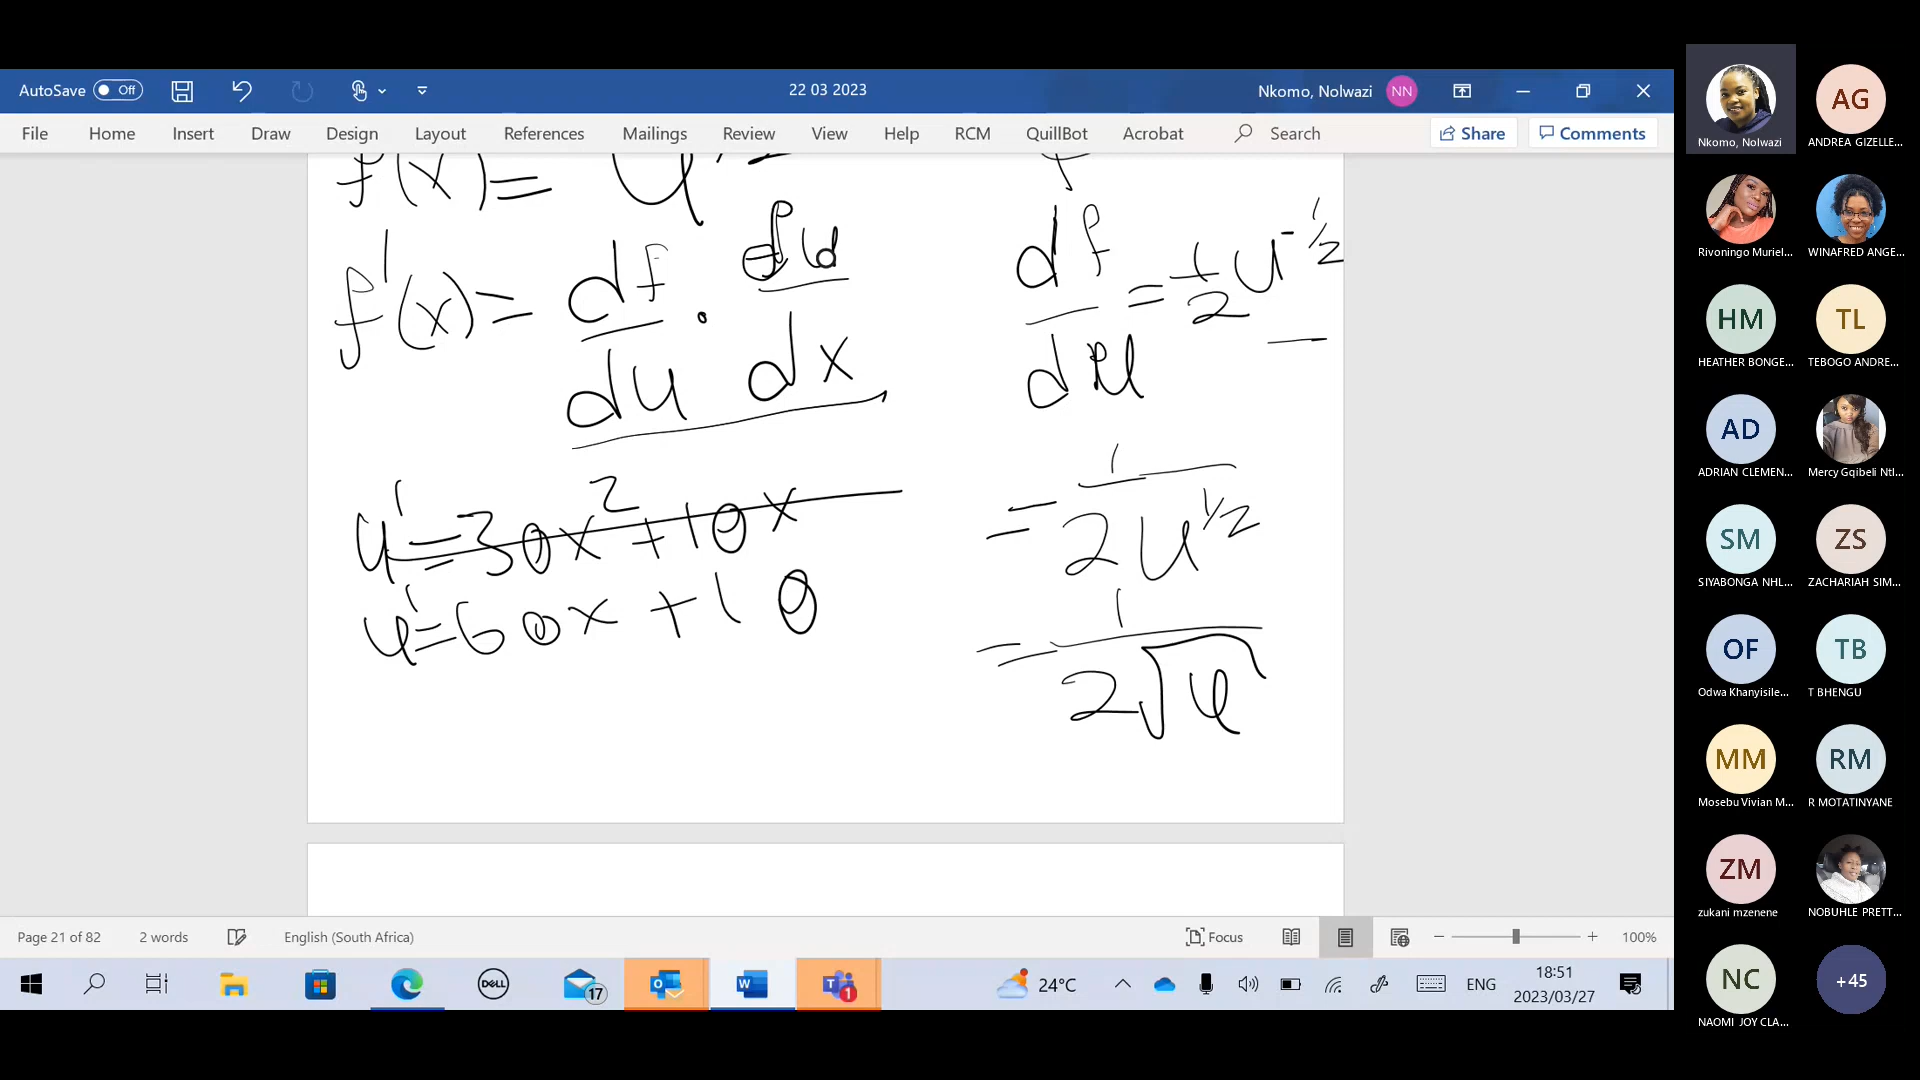 AutoSave Off
22 03 2023
Nkomo, Nolwazi NN
File Home Insert Draw Design Layout References Mailings Review View Help RCM QuillBot Acrobat Search Share Comments
f(x)= u
f'(x)= df/du · du/dx
df/du = 1/2 u^-1/2
u'=30x²+10x
= 1/2u^1/2
u'=60x+10
= 1/2√u
Page 21 of 82 2 words English (South Africa) Focus 100%
DELL 17 1 24°C ENG 18:51
2023/03/27
Nkomo, Nolwazi
AG
ANDREA GIZELLE...
Rivoningo Muriel...
WINAFRED ANGE...
HM
HEATHER BONGE...
TL
TEBOGO ANDRE...
AD
ADRIAN CLEMEN...
Mercy Gqibeli Ntl...
SM
SIYABONGA NHL...
ZS
ZACHARIAH SIM...
OF
Odwa Khanyisile...
TB
T BHENGU
MM
Mosebu Vivian M...
RM
R MOTATINYANE
ZM
zukani mzenene
NOBUHLE PRETT...
NC
NAOMI JOY CLA...
+45